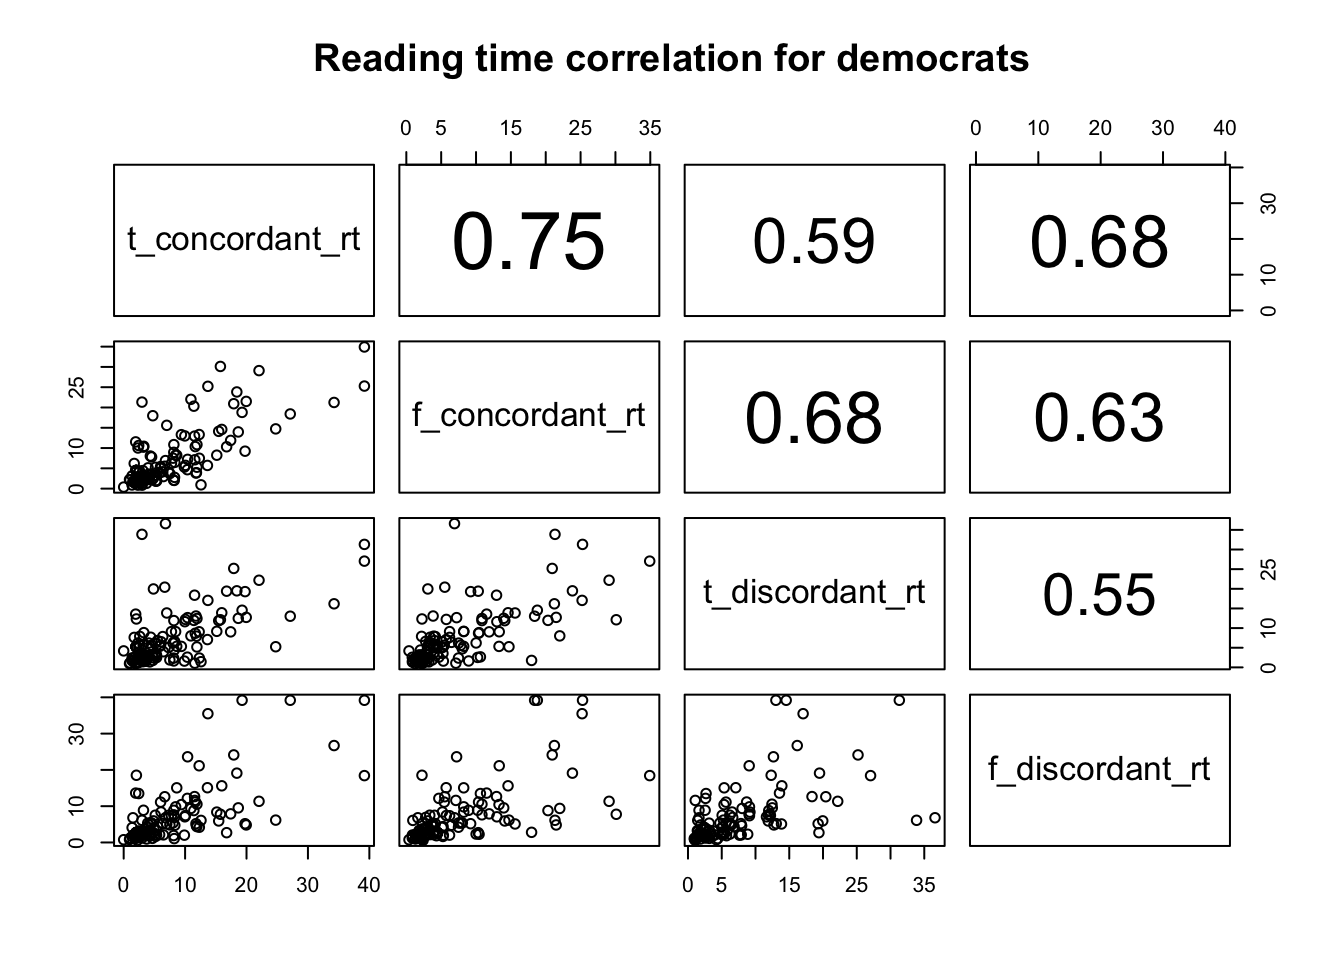 Reading time correlation for democrats
0 5 15 25 35
0 10 20 30 40
t_concordant_rt
0.75
0.59
0.68
0 10 30
0 10 25
f_concordant_rt
0.68
0.63
t_discordant_rt
0.55
0 10 25
0 10 30
f_discordant_rt
0 10 20 30 40
0 5 15 25 35